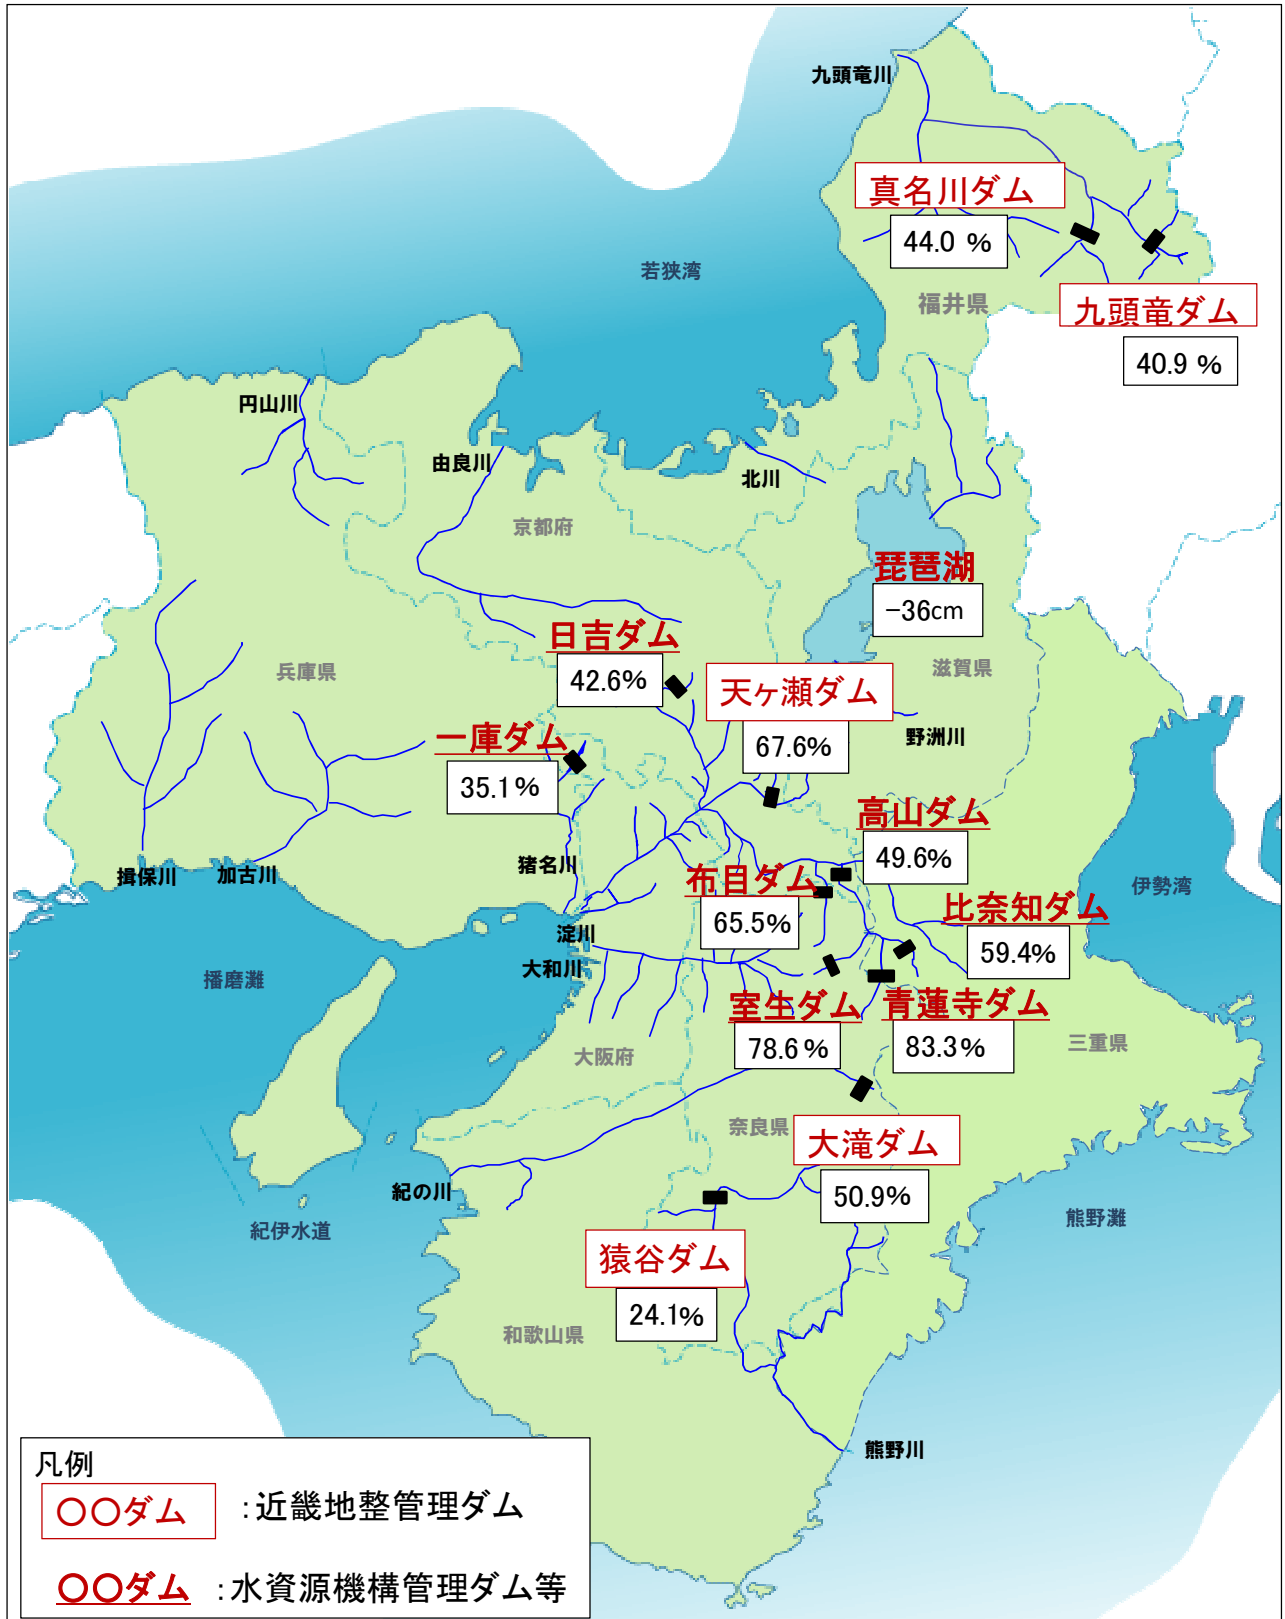 九頭竜川
真名川ダム
44.0 %
若狭湾
福井県
九頭竜ダム
40.9 %
円山川
由良川
北川
京都府
琵琶湖
-36cm
日吉ダム
42.6%
兵庫県
滋賀県
天ヶ瀬ダム
67.6%
野洲川
一庫ダム
35.1%
高山ダム
49.6%
猪名川
揖保川
加古川
布目ダム
65.5%
伊勢湾
比奈知ダム
59.4%
淀川
大和川
播磨灘
室生ダム
78.6%
青蓮寺ダム
83.3%
三重県
大阪府
奈良県
大滝ダム
50.9%
紀の川
紀伊水道
熊野灘
猿谷ダム
24.1%
和歌山県
熊野川
凡例
〇〇ダム :近畿地整管理ダム
〇〇ダム :水資源機構管理ダム等